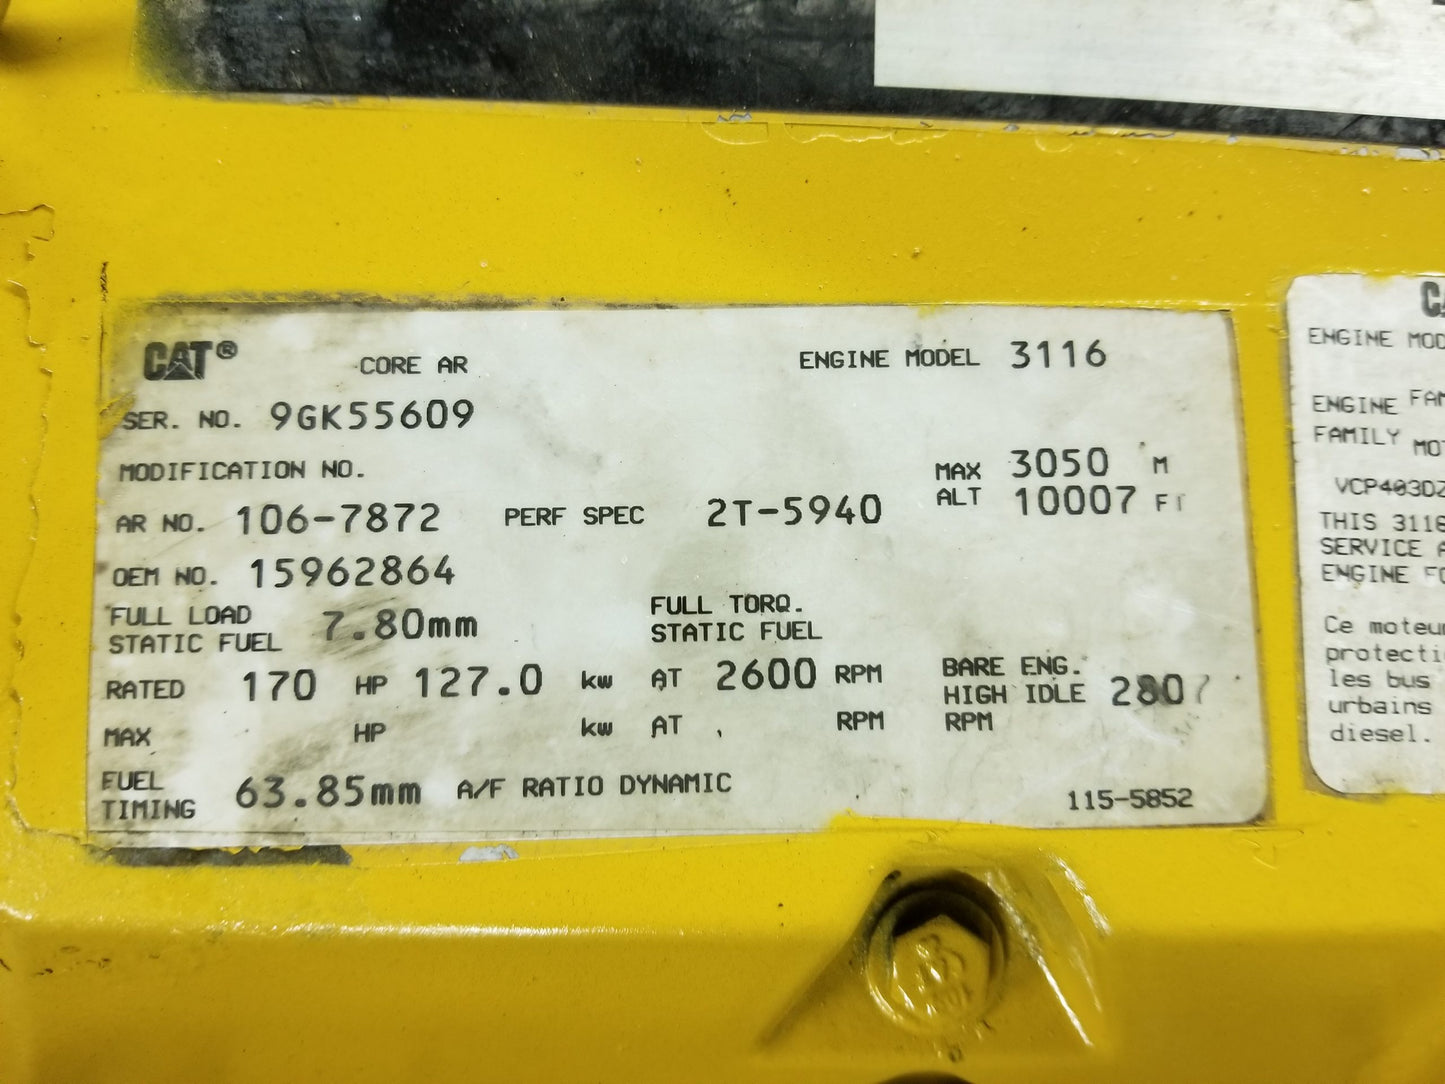 CAT® CORE AR ENGINE MODEL 3116
SER. NO. 9GK55609
MODIFICATION NO.
MAX ALT 3050 M
10007 FT
AR NO. 106-7872 PERF SPEC 2T-5940
OEM NO. 15962864
FULL LOAD STATIC FUEL 7.80mm FULL TORQ. STATIC FUEL
RATED 170 HP 127.0 kw AT 2600 RPM
MAX HP kw AT RPM
BARE ENG. HIGH IDLE RPM
FUEL TIMING 63.85mm A/F RATIO DYNAMIC
115-5852
ENGINE
ENGINE
FAMILY
THIS 3116
SERVICE
ENGINE
Ce moteur
les bus
urbains
diesel.